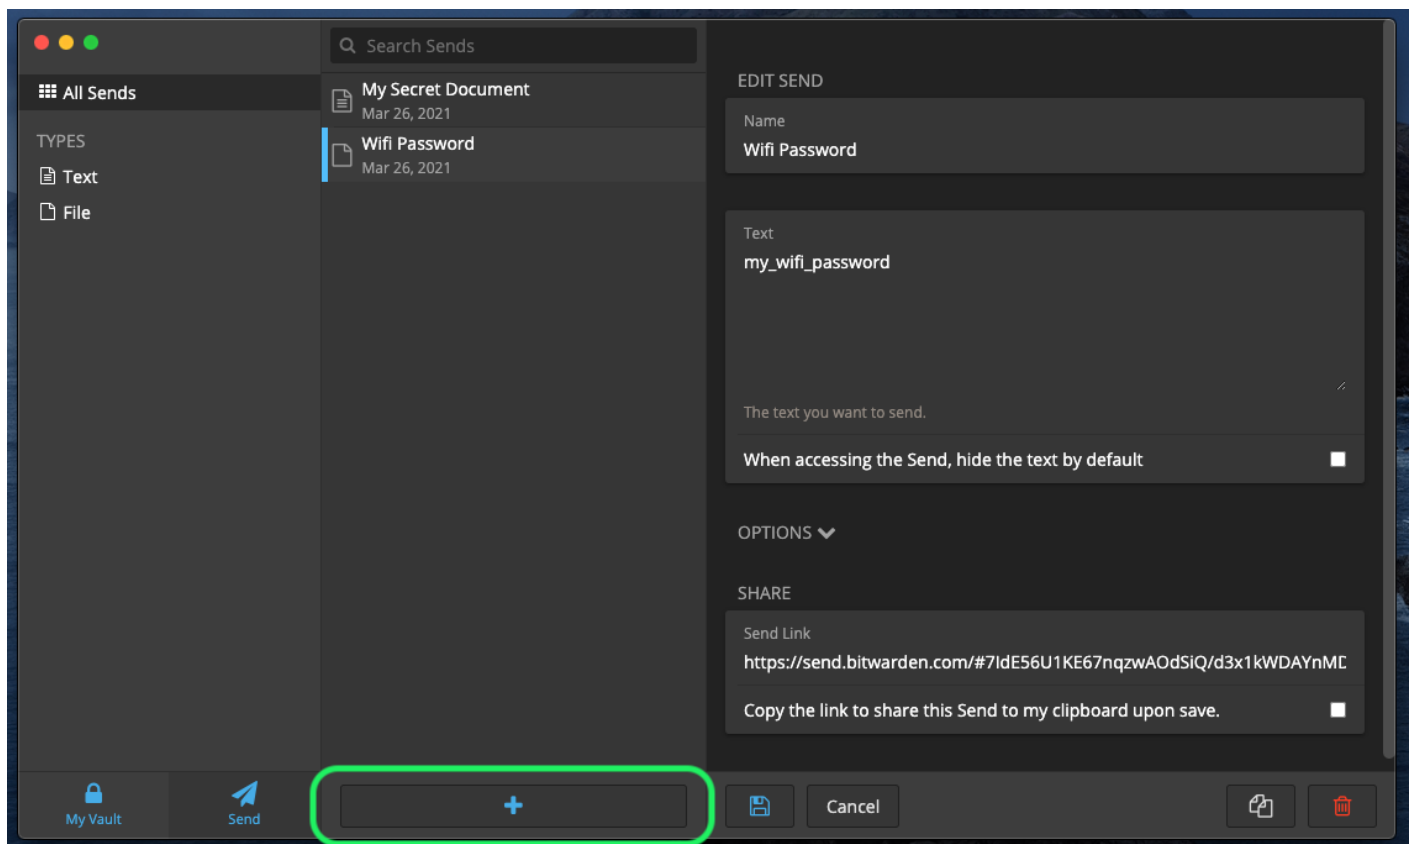 Search Sends
All Sends
TYPES
Text
File
My Secret Document
Mar 26, 2021
Wifi Password
Mar 26, 2021
EDIT SEND
Name
Wifi Password
Text
my_wifi_password
The text you want to send.
When accessing the Send, hide the text by default
OPTIONS
SHARE
Send Link
https://send.bitwarden.com/#7IdE56U1KE67nqzwAOdSiQ/d3x1kWDAYnMD
Copy the link to share this Send to my clipboard upon save.
My Vault
Send
Cancel